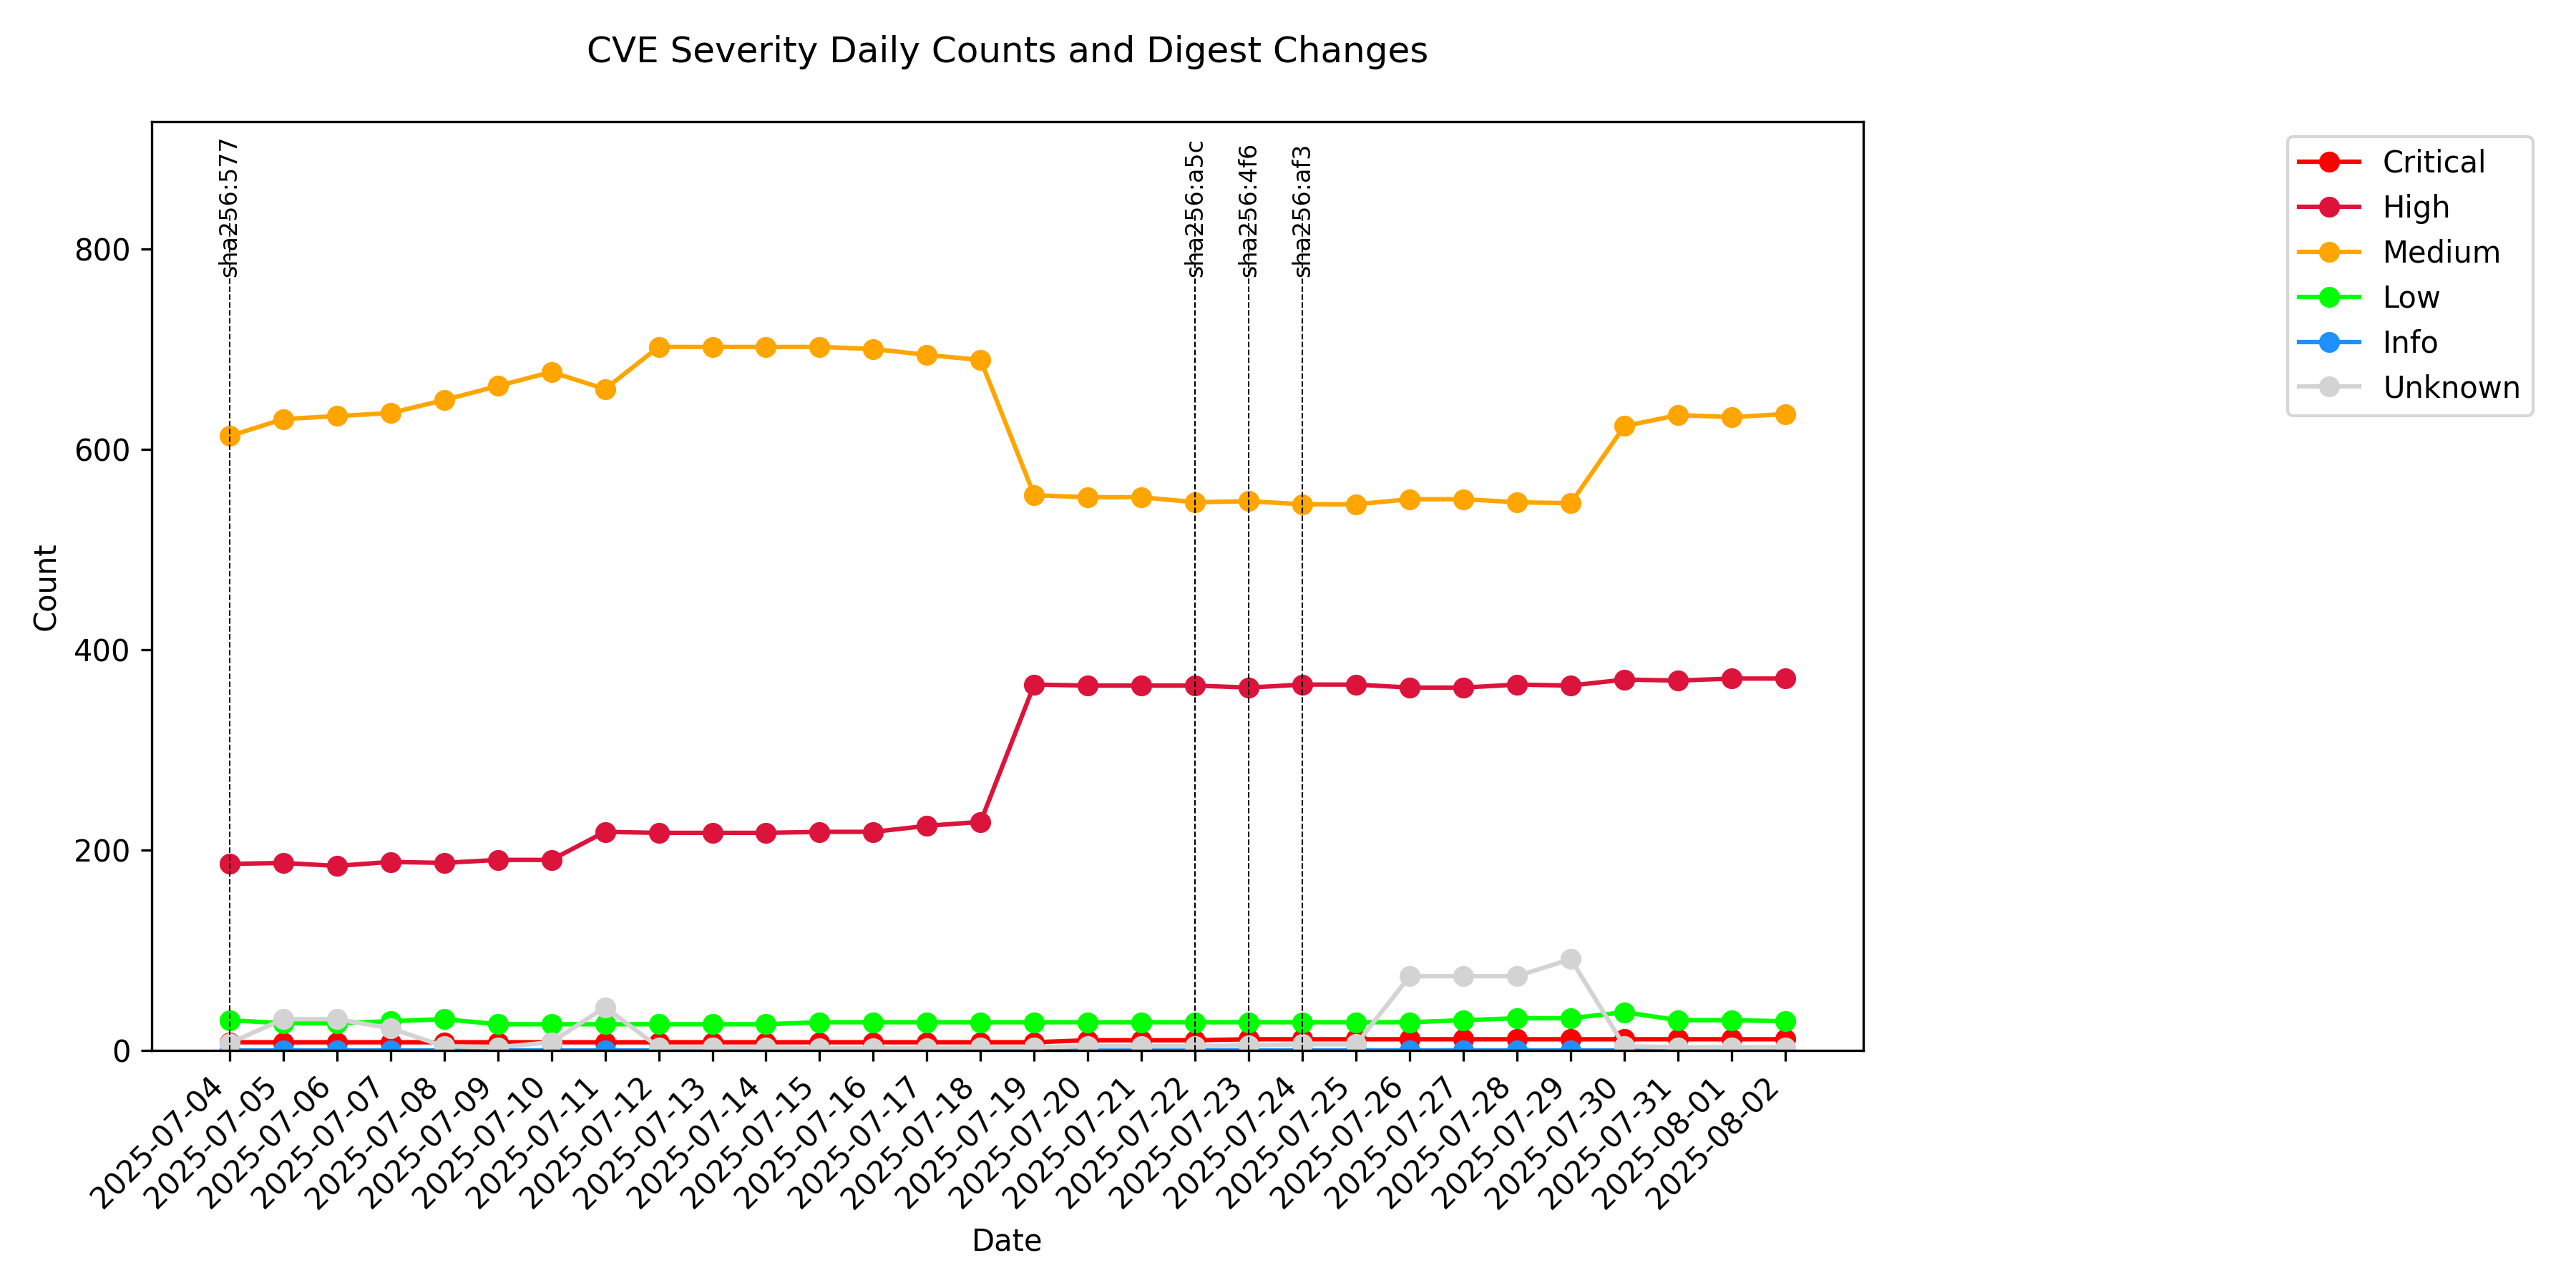 CVE Severity Daily Counts and Digest Changes
sha256:577
sha256:a5c
sha256:4f6
sha256:af3
Critical
High
Medium
Low
Info
Unknown
800
600
400
200
0
Count
2025-07-04
2025-07-05
2025-07-06
2025-07-07
2025-07-08
2025-07-09
2025-07-10
2025-07-11
2025-07-12
2025-07-13
2025-07-14
2025-07-15
2025-07-16
2025-07-17
2025-07-18
2025-07-19
2025-07-20
2025-07-21
2025-07-22
2025-07-23
2025-07-24
2025-07-25
2025-07-26
2025-07-27
2025-07-28
2025-07-29
2025-07-30
2025-07-31
2025-08-01
2025-08-02
Date